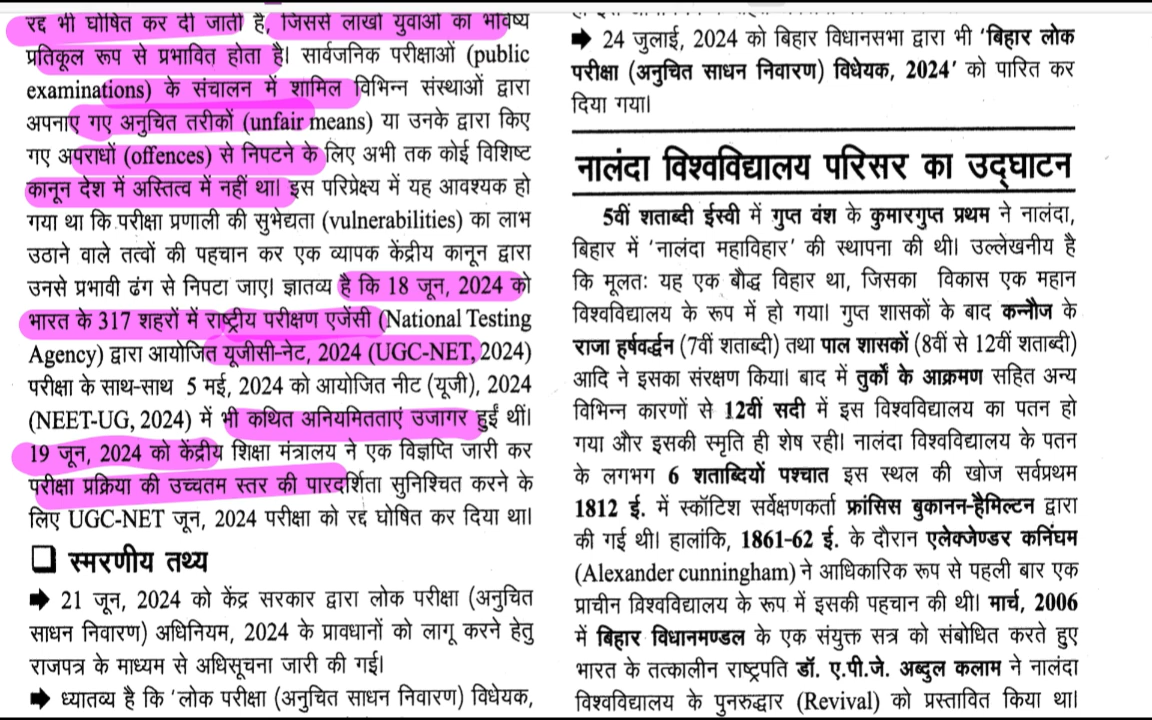 रद्द भी घोषित कर दी जाती है, जिससे लाखों युवाओं का भविष्य
प्रतिकूल रूप से प्रभावित होता है। सार्वजनिक परीक्षाओं (public
examinations) के संचालन में शामिल विभिन्न संस्थाओं द्वारा
अपनाए गए अनुचित तरीकों (unfair means) या उनके द्वारा किए
गए अपराधों (offences) से निपटने के लिए अभी तक कोई विशिष्ट
कानून देश में अस्तित्व में नहीं था। इस परिप्रेक्ष्य में यह आवश्यक हो
गया था कि परीक्षा प्रणाली की सुभेद्यता (vulnerabilities) का लाभ
उठाने वाले तत्वों की पहचान कर एक व्यापक केंद्रीय कानून द्वारा
उनसे प्रभावी ढंग से निपटा जाए। ज्ञातव्य है कि 18 जून, 2024 को
भारत के 317 शहरों में राष्ट्रीय परीक्षण एजेंसी (National Testing
Agency) द्वारा आयोजित यूजीसी-नेट, 2024 (UGC-NET, 2024)
परीक्षा के साथ-साथ 5 मई, 2024 को आयोजित नीट (यूजी), 2024
(NEET-UG, 2024) में भी कथित अनियमितताएं उजागर हुईं थीं।
19 जून, 2024 को केंद्रीय शिक्षा मंत्रालय ने एक विज्ञप्ति जारी कर
परीक्षा प्रक्रिया की उच्चतम स्तर की पारदर्शिता सुनिश्चित करने के
लिए UGC-NET जून, 2024 परीक्षा को रद्द घोषित कर दिया था।
❑ स्मरणीय तथ्य
➡ 21 जून, 2024 को केंद्र सरकार द्वारा लोक परीक्षा (अनुचित
साधन निवारण) अधिनियम, 2024 के प्रावधानों को लागू करने हेतु
राजपत्र के माध्यम से अधिसूचना जारी की गई।
➡ ध्यातव्य है कि 'लोक परीक्षा (अनुचित साधन निवारण) विधेयक,
➡ 24 जुलाई, 2024 को बिहार विधानसभा द्वारा भी 'बिहार लोक
परीक्षा (अनुचित साधन निवारण) विधेयक, 2024' को पारित कर
दिया गया।
नालंदा विश्वविद्यालय परिसर का उद्घाटन
5वीं शताब्दी ईस्वी में गुप्त वंश के कुमारगुप्त प्रथम ने नालंदा,
बिहार में 'नालंदा महाविहार' की स्थापना की थी। उल्लेखनीय है
कि मूलतः यह एक बौद्ध विहार था, जिसका विकास एक महान
विश्वविद्यालय के रूप में हो गया। गुप्त शासकों के बाद कन्नौज के
राजा हर्षवर्द्धन (7वीं शताब्दी) तथा पाल शासकों (8वीं से 12वीं शताब्दी)
आदि ने इसका संरक्षण किया। बाद में तुर्कों के आक्रमण सहित अन्य
विभिन्न कारणों से 12वीं सदी में इस विश्वविद्यालय का पतन हो
गया और इसकी स्मृति ही शेष रही। नालंदा विश्वविद्यालय के पतन
के लगभग 6 शताब्दियों पश्चात इस स्थल की खोज सर्वप्रथम
1812 ई. में स्कॉटिश सर्वेक्षणकर्ता फ्रांसिस बुकानन-हैमिल्टन द्वारा
की गई थी। हालांकि, 1861-62 ई. के दौरान एलेक्जेण्डर कनिंघम
(Alexander cunningham) ने आधिकारिक रूप से पहली बार एक
प्राचीन विश्वविद्यालय के रूप में इसकी पहचान की थी। मार्च, 2006
में बिहार विधानमण्डल के एक संयुक्त सत्र को संबोधित करते हुए
भारत के तत्कालीन राष्ट्रपति डॉ. ए.पी.जे. अब्दुल कलाम ने नालंदा
विश्वविद्यालय के पुनरुद्धार (Revival) को प्रस्तावित किया था।